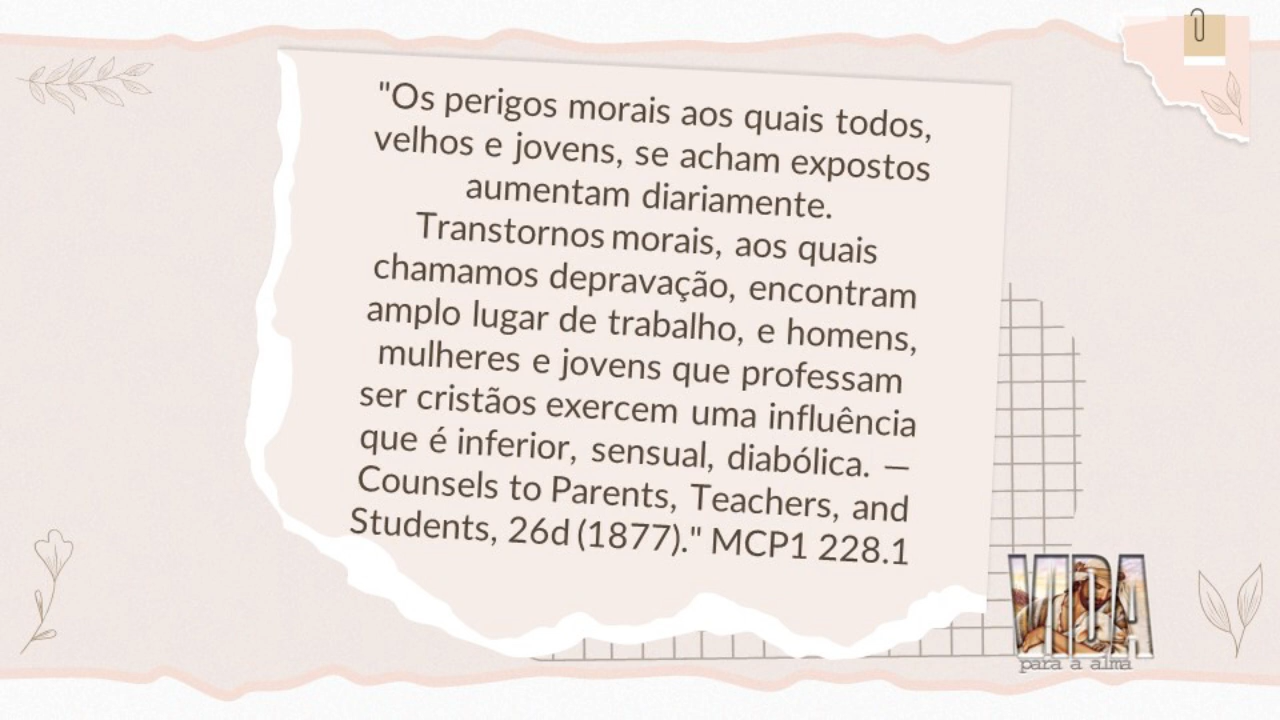 "Os perigos morais aos quais todos,
velhos e jovens, se acham expostos
aumentam diariamente.
Transtornos morais, aos quais
chamamos depravação, encontram
amplo lugar de trabalho, e homens,
mulheres e jovens que professam
ser cristãos exercem uma influência
que é inferior, sensual, diabólica. —
Counsels to Parents, Teachers, and
Students, 26d (1877)." MCP1 228.1
VIDA
para a alma